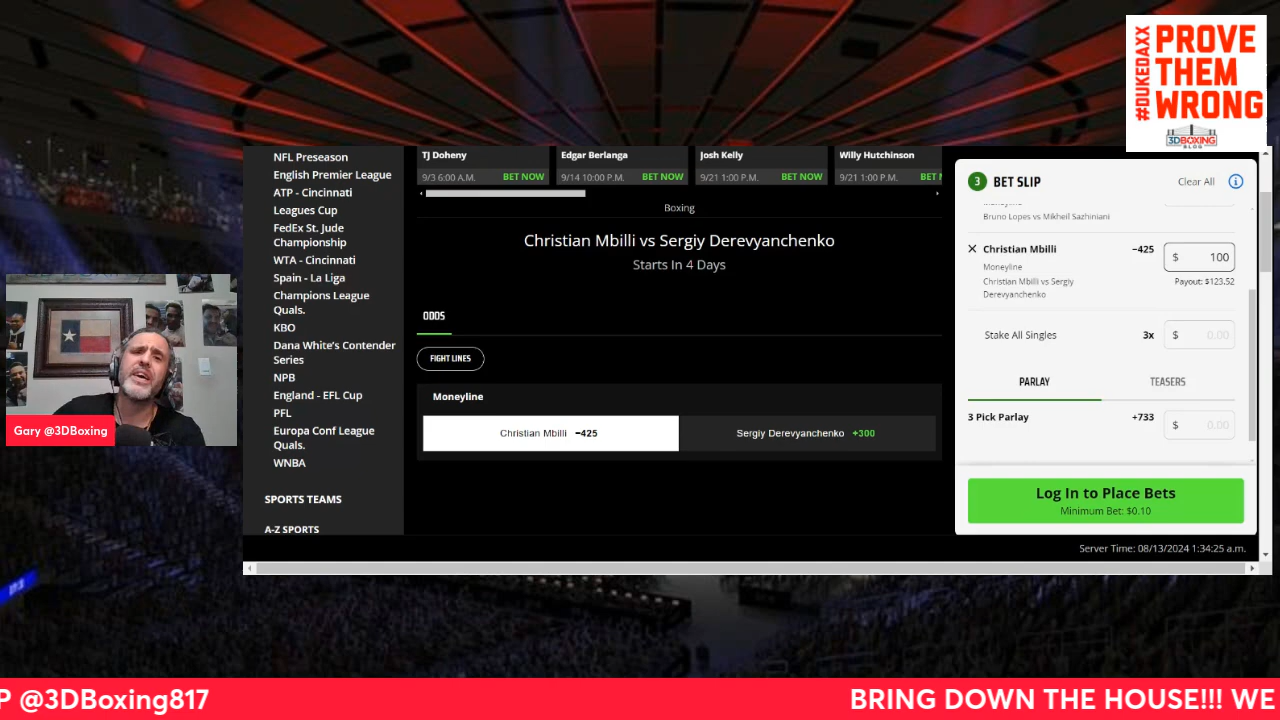 #DUKEDAXX
PROVE
THEM
WRONG
3DBOXING
BLOG
NFL Preseason
English Premier League
ATP - Cincinnati
Leagues Cup
FedEx St. Jude
Championship
WTA - Cincinnati
Spain - La Liga
Champions League
Quals.
KBO
Dana White's Contender
Series
NPB
England - EFL Cup
PFL
Europa Conf League
Quals.
WNBA
SPORTS TEAMS
A-Z SPORTS
TJ Doheny
9/3 6:00 A.M. BET NOW
Edgar Berlanga
9/14 10:00 P.M. BET NOW
Josh Kelly
9/21 1:00 P.M. BET NOW
Willy Hutchinson
9/21 1:00 P.M. BET N
Boxing
Christian Mbilli vs Sergiy Derevyanchenko
Starts In 4 Days
ODDS
FIGHT LINES
Moneyline
Christian Mbilli −425
Sergiy Derevyanchenko +300
3 BET SLIP Clear All
Moneyline
Bruno Lopes vs Mikheil Sazhiniani
Christian Mbilli −425 $ 100
Moneyline
Payout: $123.52
Christian Mbilli vs Sergiy
Derevyanchenko
Stake All Singles 3x $ 0.00
PARLAY TEASERS
3 Pick Parlay +733 $ 0.00
Log In to Place Bets
Minimum Bet: $0.10
Server Time: 08/13/2024 1:34:25 a.m.
Gary @3DBoxing
P @3DBoxing817 BRING DOWN THE HOUSE!!! WE